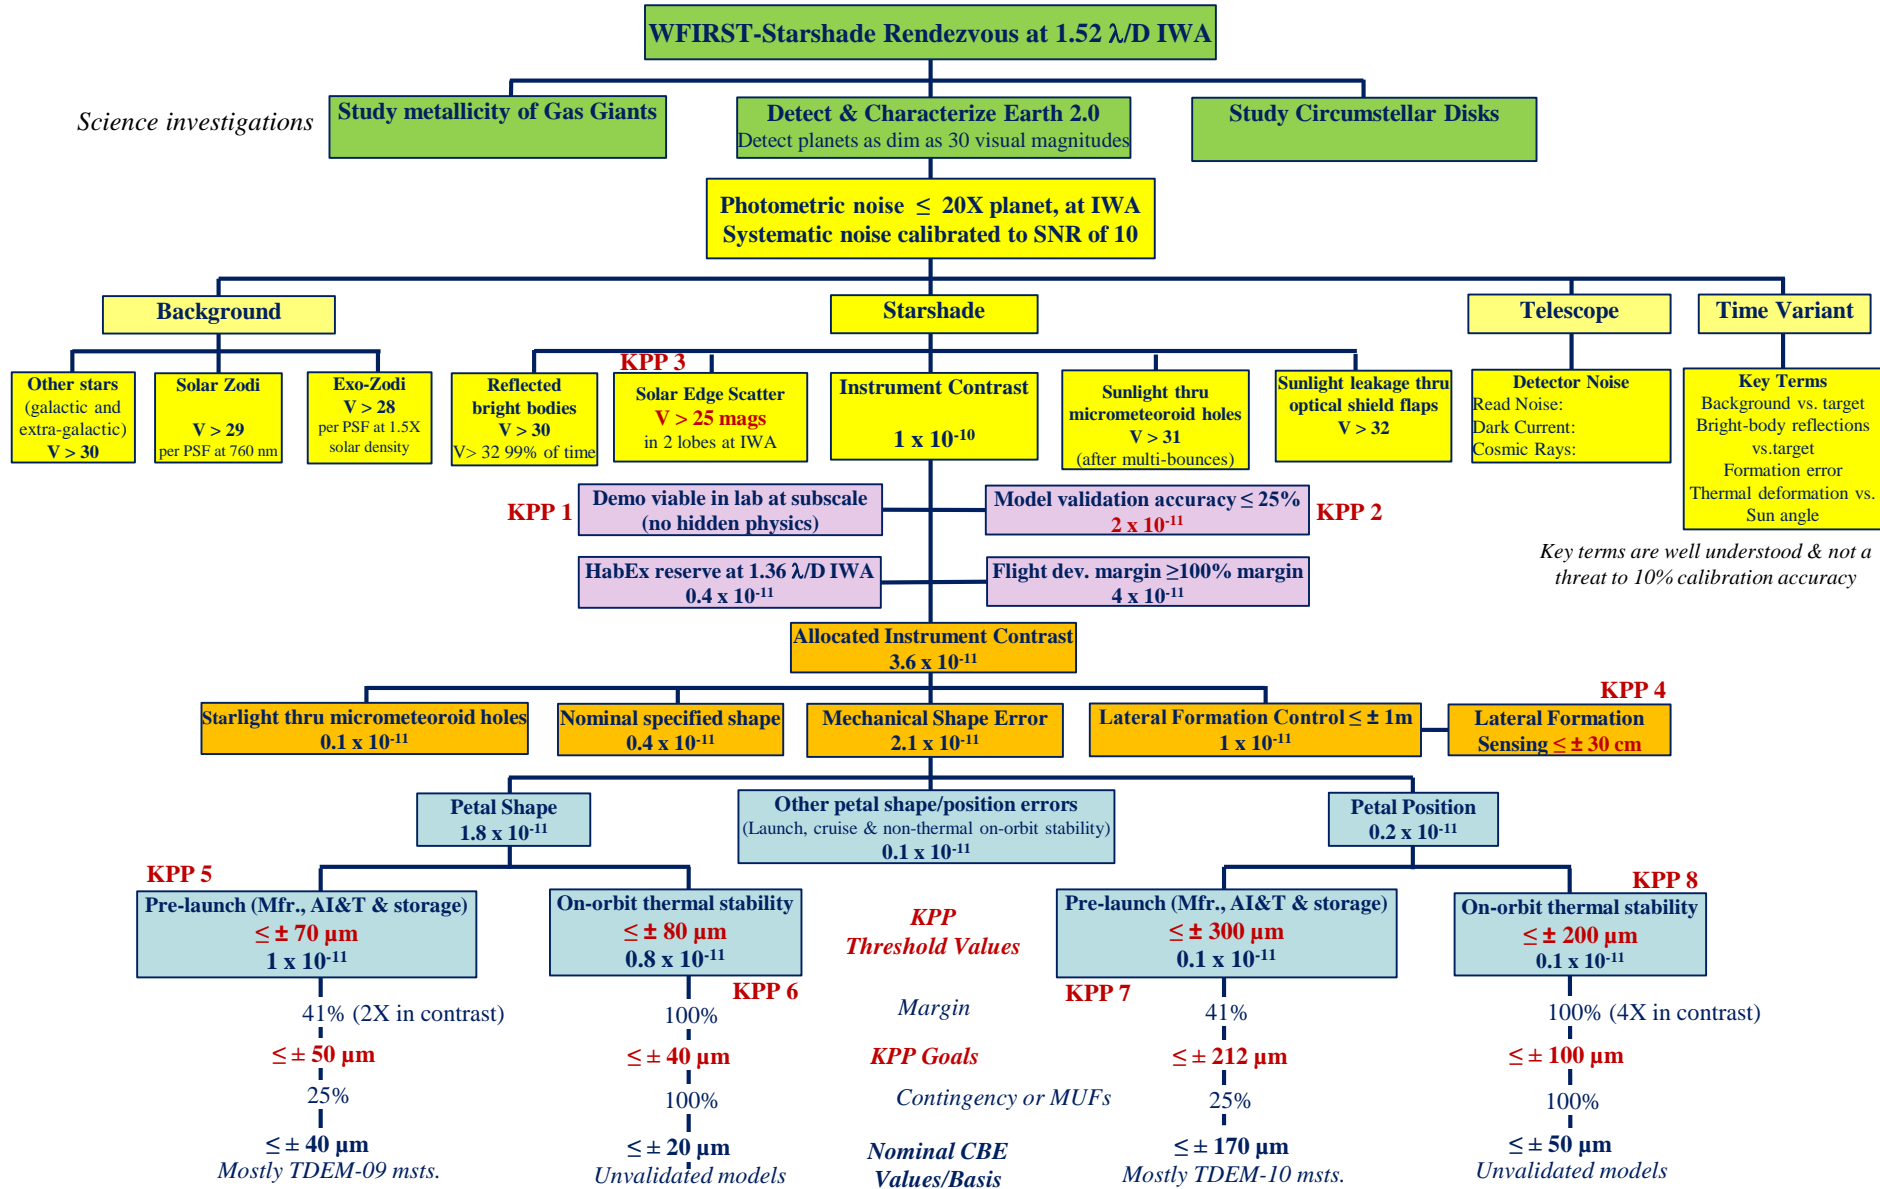 WFIRST-Starshade Rendezvous at 1.52 λ/D IWA
Science investigations
Study metallicity of Gas Giants
Detect & Characterize Earth 2.0
Detect planets as dim as 30 visual magnitudes
Study Circumstellar Disks
Photometric noise ≤ 20X planet, at IWA
Systematic noise calibrated to SNR of 10
Background
Starshade
Telescope
Time Variant
Other stars
(galactic and
extra-galactic)
V > 30
Solar Zodi
V > 29
per PSF at 760 nm
Exo-Zodi
V > 28
per PSF at 1.5X
solar density
Reflected
bright bodies
V > 30
V> 32 99% of time
KPP 3
Solar Edge Scatter
V > 25 mags
in 2 lobes at IWA
Instrument Contrast
1 x 10⁻¹⁰
Sunlight thru
micrometeoroid holes
V > 31
(after multi-bounces)
Sunlight leakage thru
optical shield flaps
V > 32
Detector Noise
Read Noise:
Dark Current:
Cosmic Rays:
Key Terms
Background vs. target
Bright-body reflections
vs.target
Formation error
Thermal deformation vs.
Sun angle
Key terms are well understood & not a
threat to 10% calibration accuracy
KPP 1
Demo viable in lab at subscale
(no hidden physics)
Model validation accuracy ≤ 25%
2 x 10⁻¹¹
KPP 2
HabEx reserve at 1.36 λ/D IWA
0.4 x 10⁻¹¹
Flight dev. margin ≥100% margin
4 x 10⁻¹¹
Allocated Instrument Contrast
3.6 x 10⁻¹¹
Starlight thru micrometeoroid holes
0.1 x 10⁻¹¹
Nominal specified shape
0.4 x 10⁻¹¹
Mechanical Shape Error
2.1 x 10⁻¹¹
Lateral Formation Control ≤ ± 1m
1 x 10⁻¹¹
KPP 4
Lateral Formation
Sensing ≤ ± 30 cm
Petal Shape
1.8 x 10⁻¹¹
Other petal shape/position errors
(Launch, cruise & non-thermal on-orbit stability)
0.1 x 10⁻¹¹
Petal Position
0.2 x 10⁻¹¹
KPP 5
Pre-launch (Mfr., AI&T & storage)
≤ ± 70 µm
1 x 10⁻¹¹
On-orbit thermal stability
≤ ± 80 µm
0.8 x 10⁻¹¹
KPP 6
KPP
Threshold Values
Pre-launch (Mfr., AI&T & storage)
≤ ± 300 µm
0.1 x 10⁻¹¹
KPP 7
KPP 8
On-orbit thermal stability
≤ ± 200 µm
0.1 x 10⁻¹¹
41% (2X in contrast)
100%
Margin
41%
100% (4X in contrast)
≤ ± 50 µm
≤ ± 40 µm
KPP Goals
≤ ± 212 µm
≤ ± 100 µm
25%
100%
Contingency or MUFs
25%
100%
≤ ± 40 µm
≤ ± 20 µm
Nominal CBE
Values/Basis
≤ ± 170 µm
≤ ± 50 µm
Mostly TDEM-09 msts.
Unvalidated models
Mostly TDEM-10 msts.
Unvalidated models